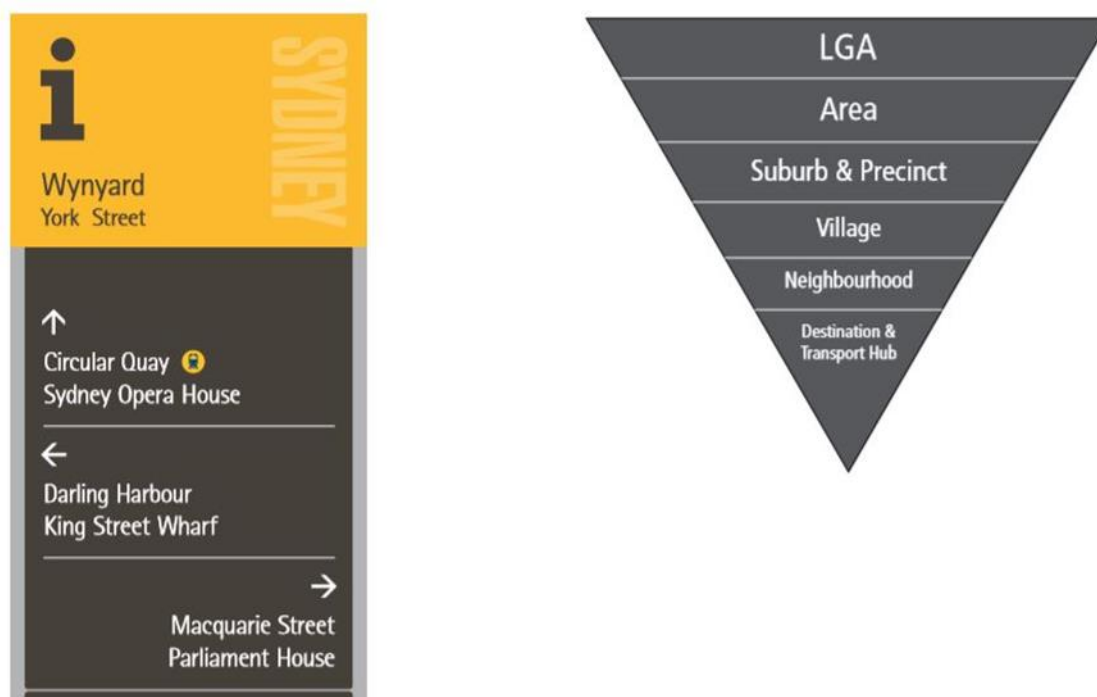 i
SYDNEY
Wynyard
York Street
↑
Circular Quay
Sydney Opera House
←
Darling Harbour
King Street Wharf
→
Macquarie Street
Parliament House
LGA
Area
Suburb & Precinct
Village
Neighbourhood
Destination &
Transport Hub